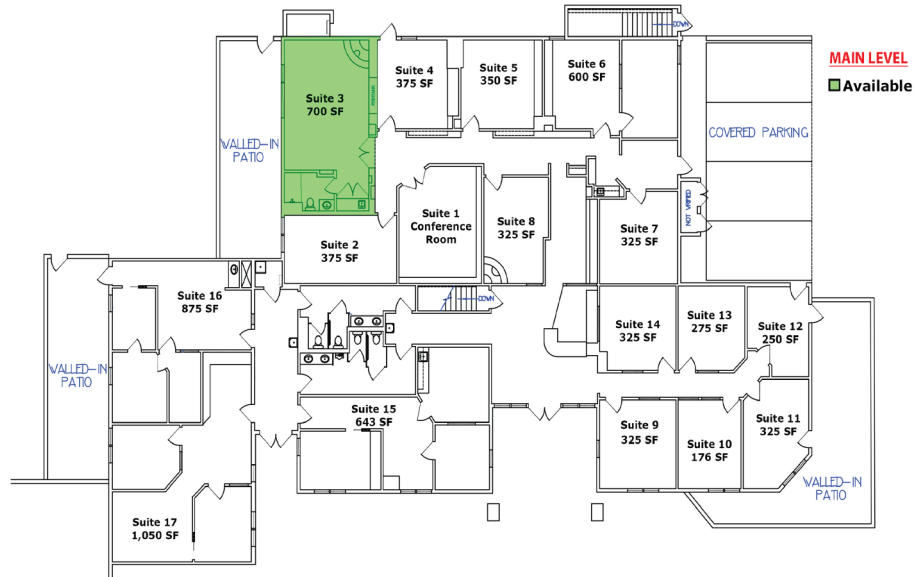 DOWN
MAIN LEVEL
Available
Suite 3
700 SF
Suite 4
375 SF
Suite 5
350 SF
Suite 6
600 SF
COVERED PARKING
WALLED-IN
PATIO
NOT VARIFIED
Suite 1
Conference
Room
Suite 8
325 SF
Suite 7
325 SF
Suite 2
375 SF
Suite 16
875 SF
DOWN
Suite 14
325 SF
Suite 13
275 SF
Suite 12
250 SF
WALLED-IN
PATIO
Suite 15
643 SF
Suite 9
325 SF
Suite 10
176 SF
Suite 11
325 SF
WALLED-IN
PATIO
Suite 17
1,050 SF